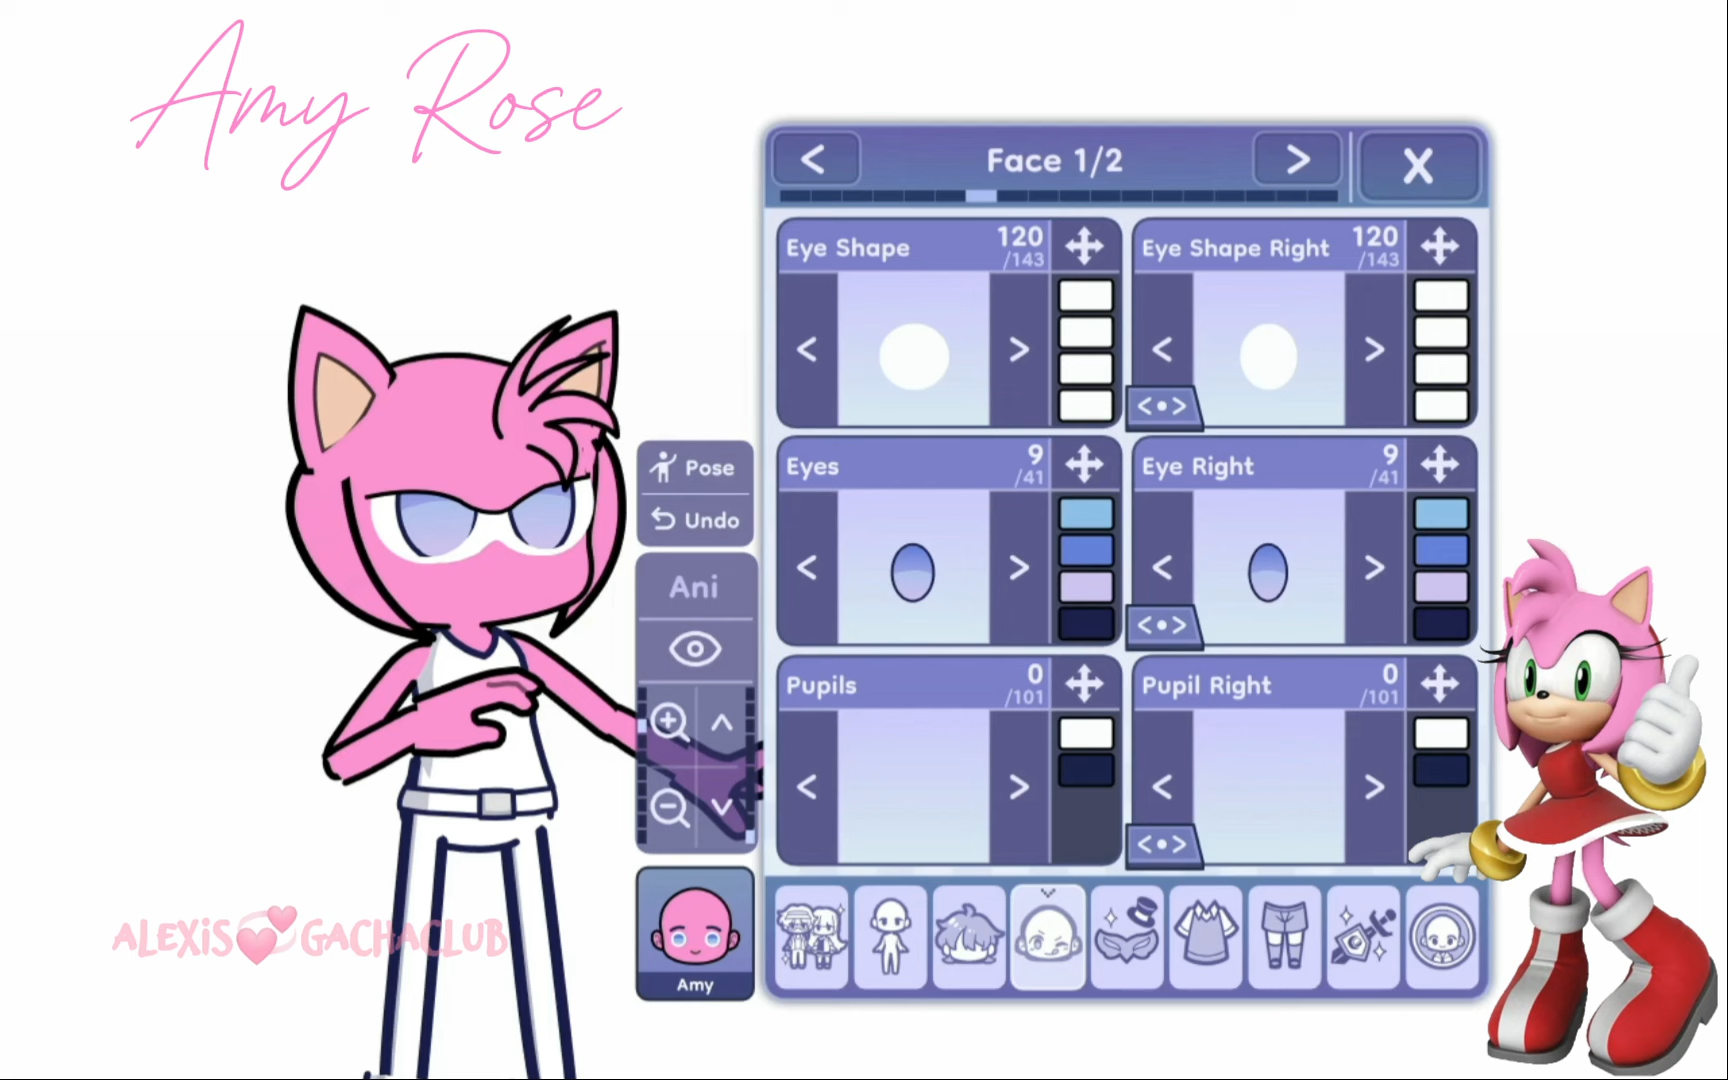 Amy Rose
Face 1/2
X
Eye Shape 120 /143
Eye Shape Right 120 /143
Eyes 9 /41
Eye Right 9 /41
Pupils 0 /101
Pupil Right 0 /101
Pose
Undo
Ani
Amy
ALEXIS GACHACLUB